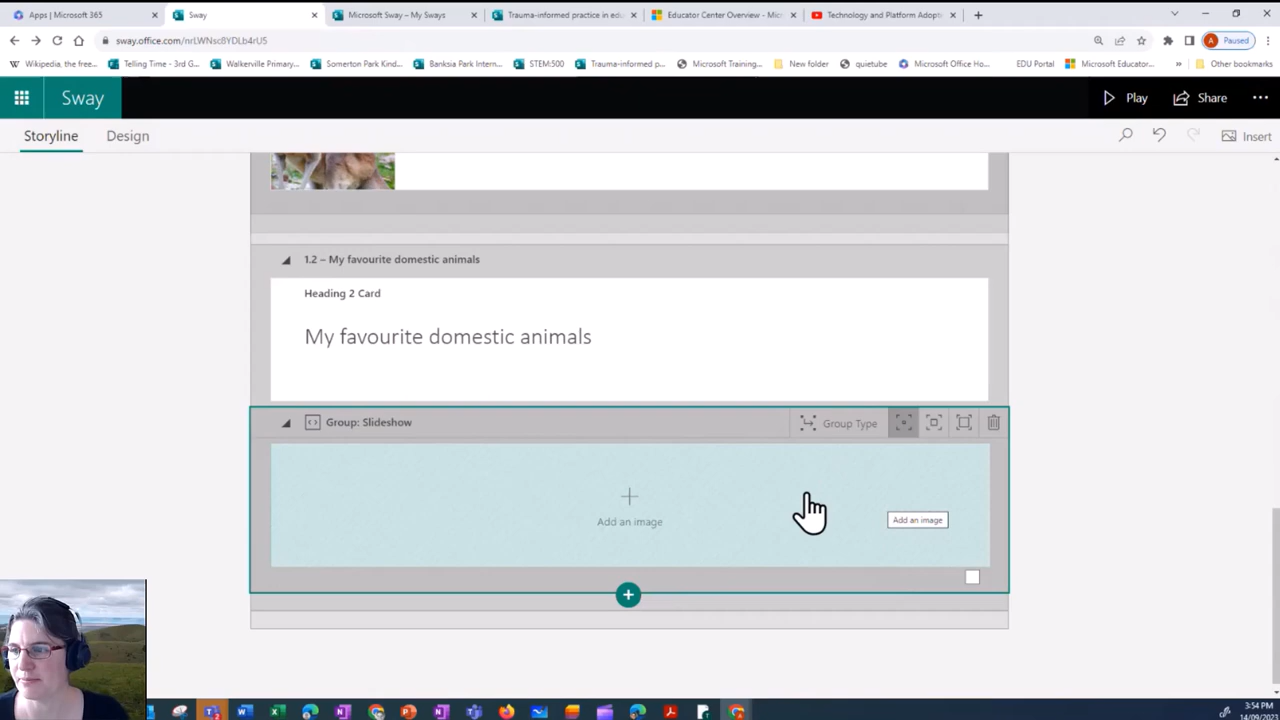 Apps | Microsoft 365
Sway
Microsoft Sway – My Sways
Trauma-informed practice in edu
Educator Center Overview - Micr
Technology and Platform Adopt
sway.office.com/nrLWNsc8YDLb4rU5
Paused
Wikipedia, the free...
Telling Time - 3rd G...
Walkerville Primary...
Somerton Park Kind...
Banksia Park Intern...
STEM:500
Trauma-informed p...
Microsoft Training...
New folder
quietube
Microsoft Office Ho...
EDU Portal
Microsoft Educator...
Other bookmarks
Sway
Play
Share
Storyline
Design
Insert
1.2 – My favourite domestic animals
Heading 2 Card
My favourite domestic animals
Group: Slideshow
Group Type
Add an image
Add an image
3:54 PM
14/09/2023